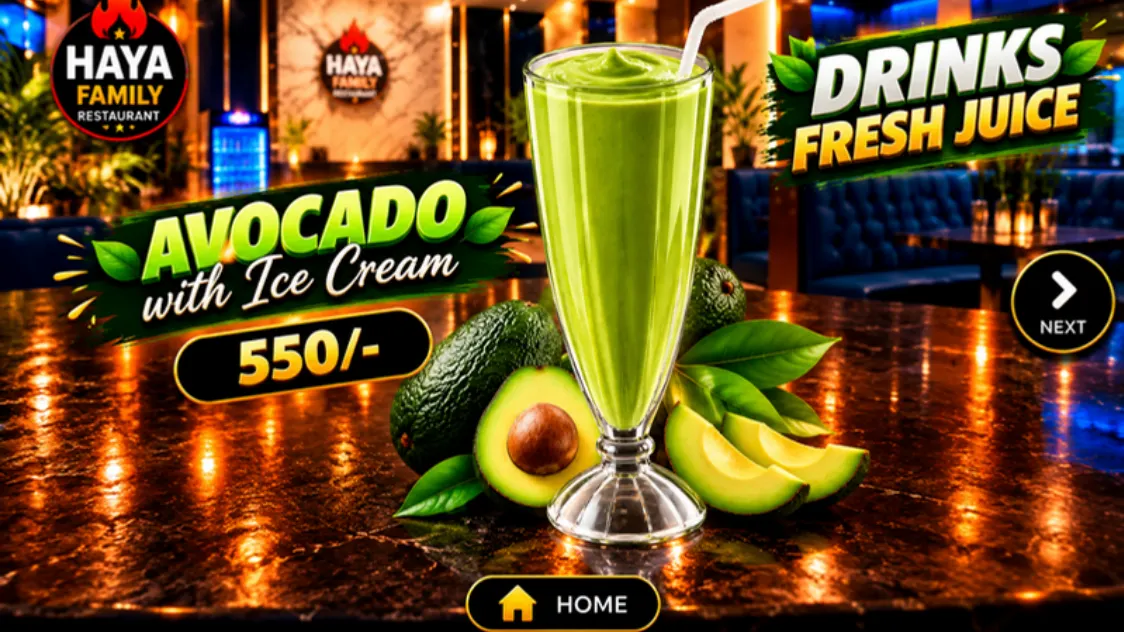 HAYA
FAMILY
RESTAURANT
HAYA
FAMILY
RESTAURANT
DRINKS
FRESH JUICE
AVOCADO
with Ice Cream
550/-
NEXT
HOME